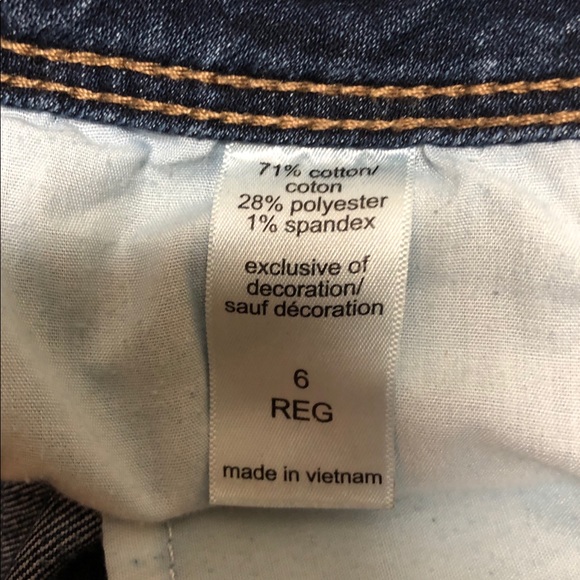 71% cotton/
coton
28% polyester
1% spandex
exclusive of
decoration/
sauf décoration
6
REG
made in vietnam